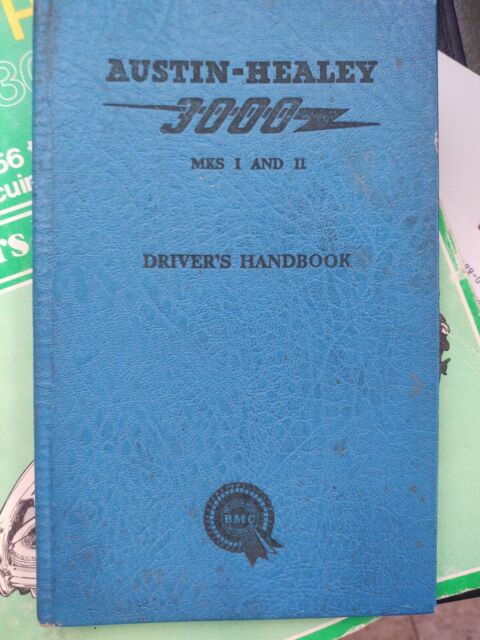 AUSTIN-HEALEY
3000
MKS I AND II
DRIVER'S HANDBOOK
BMC